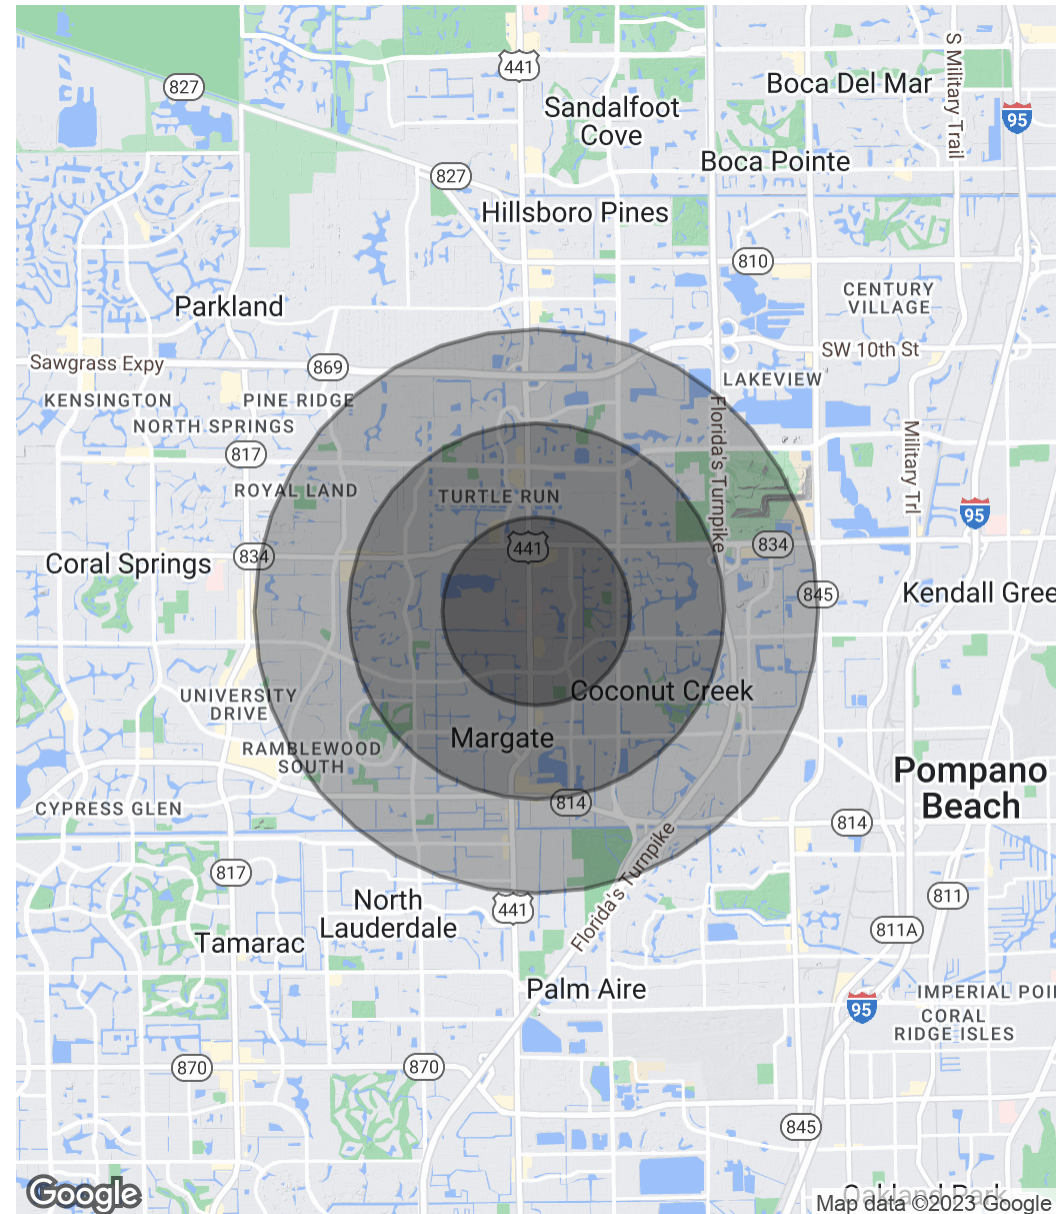 441
S Military Trail
827
Boca Del Mar
Sandalfoot
Cove
95
Boca Pointe
827
Hillsboro Pines
810
CENTURY
VILLAGE
Parkland
SW 10th St
Sawgrass Expy
869
LAKEVIEW
KENSINGTON
PINE RIDGE
NORTH SPRINGS
Florida's Turnpike
Military Trl
817
ROYAL LAND
TURTLE RUN
95
441
834
834
Coral Springs
845
Kendall Gree
UNIVERSITY
DRIVE
Coconut Creek
Margate
RAMBLEWOOD
SOUTH
Pompano
Beach
CYPRESS GLEN
814
814
817
Florida's Turnpike
North
Lauderdale
441
811
811A
Tamarac
Palm Aire
IMPERIAL POI
95
CORAL
RIDGE ISLES
870
870
845
Google
Oakland Park
Map data ©2023 Google